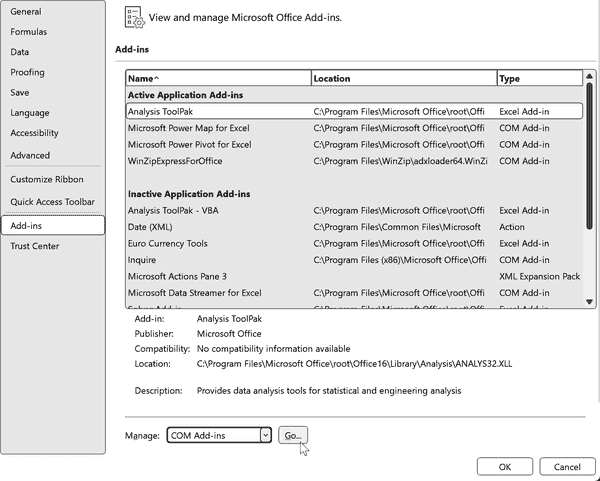 General
Formulas
Data
Proofing
Save
Language
Accessibility
Advanced
Customize Ribbon
Quick Access Toolbar
Add-ins
Trust Center
View and manage Microsoft Office Add-ins.
Add-ins
Name^ Location Type
Active Application Add-ins
Analysis ToolPak C:\Program Files\Microsoft Office\root\Offi Excel Add-in
Microsoft Power Map for Excel C:\Program Files\Microsoft Office\root\Offi COM Add-in
Microsoft Power Pivot for Excel C:\Program Files\Microsoft Office\root\Offi COM Add-in
WinZipExpressForOffice C:\Program Files\WinZip\adxloader64.WinZi COM Add-in
Inactive Application Add-ins
Analysis ToolPak - VBA C:\Program Files\Microsoft Office\root\Offi Excel Add-in
Date (XML) C:\Program Files\Common Files\Microsoft Action
Euro Currency Tools C:\Program Files\Microsoft Office\root\Offi Excel Add-in
Inquire C:\Program Files (x86)\Microsoft Office\Offi COM Add-in
Microsoft Actions Pane 3 XML Expansion Pack
Microsoft Data Streamer for Excel C:\Program Files\Microsoft Office\root\Offi COM Add-in
Add-in: Analysis ToolPak
Publisher: Microsoft Office
Compatibility: No compatibility information available
Location: C:\Program Files\Microsoft Office\root\Office16\Library\Analysis\ANALYS32.XLL
Description: Provides data analysis tools for statistical and engineering analysis
Manage: COM Add-ins Go...
OK Cancel